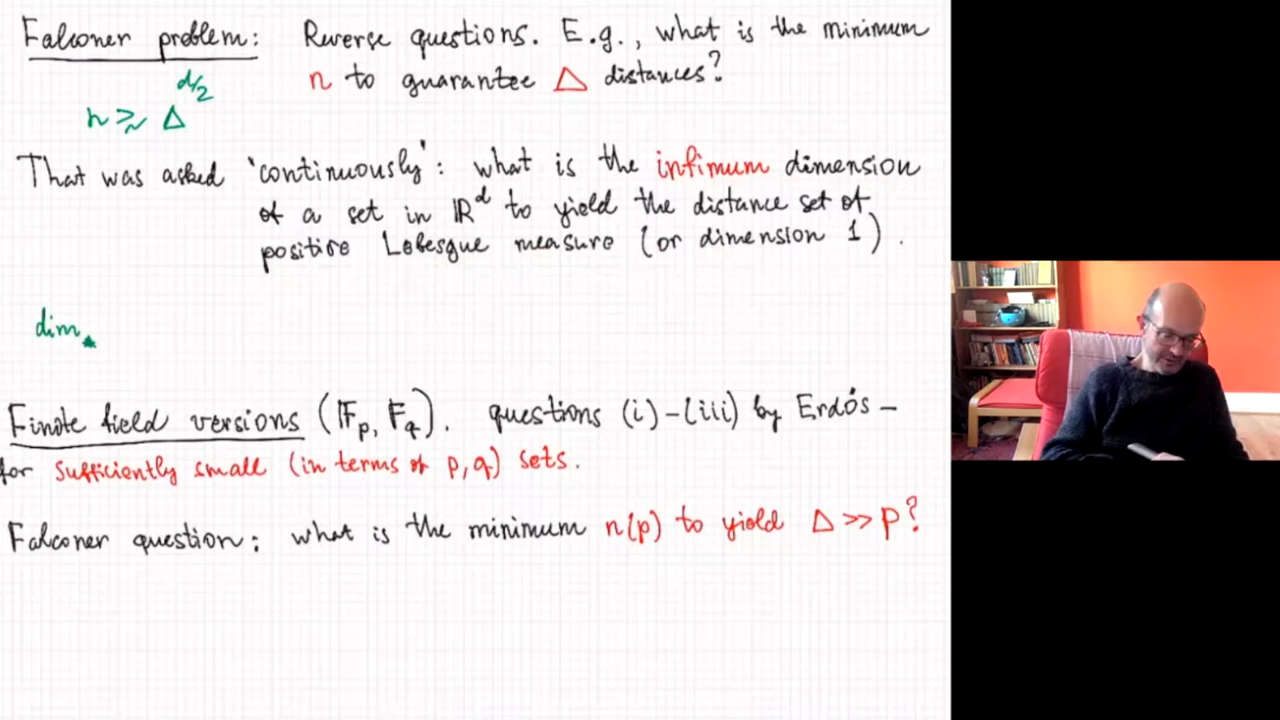 Falconer problem: Reverse questions. E.g., what is the minimum
n to guarantee Δ distances?
n ≳ Δ^{d/2}
That was asked 'continuously': what is the infimum dimension
of a set in ℝ^d to yield the distance set of
positive Lebesgue measure (or dimension 1).
dim
Finite field versions (𝔽_p, 𝔽_q). questions (i)-(iii) by Erdős -
for sufficiently small (in terms of p, q) sets.
Falconer question: what is the minimum n(p) to yield Δ >> p?